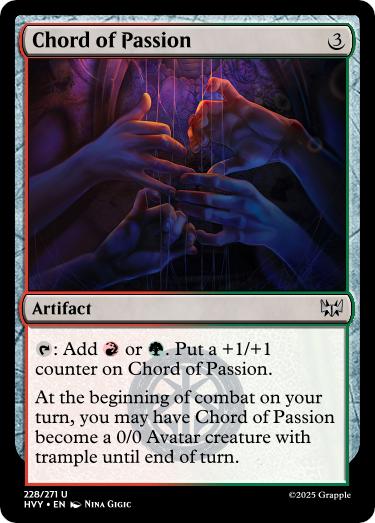 Chord of Passion 3
Artifact
: Add or . Put a +1/+1
counter on Chord of Passion.
At the beginning of combat on your
turn, you may have Chord of Passion
become a 0/0 Avatar creature with
trample until end of turn.
228/271 U
HVY • EN Nina Gigic
©2025 Grapple